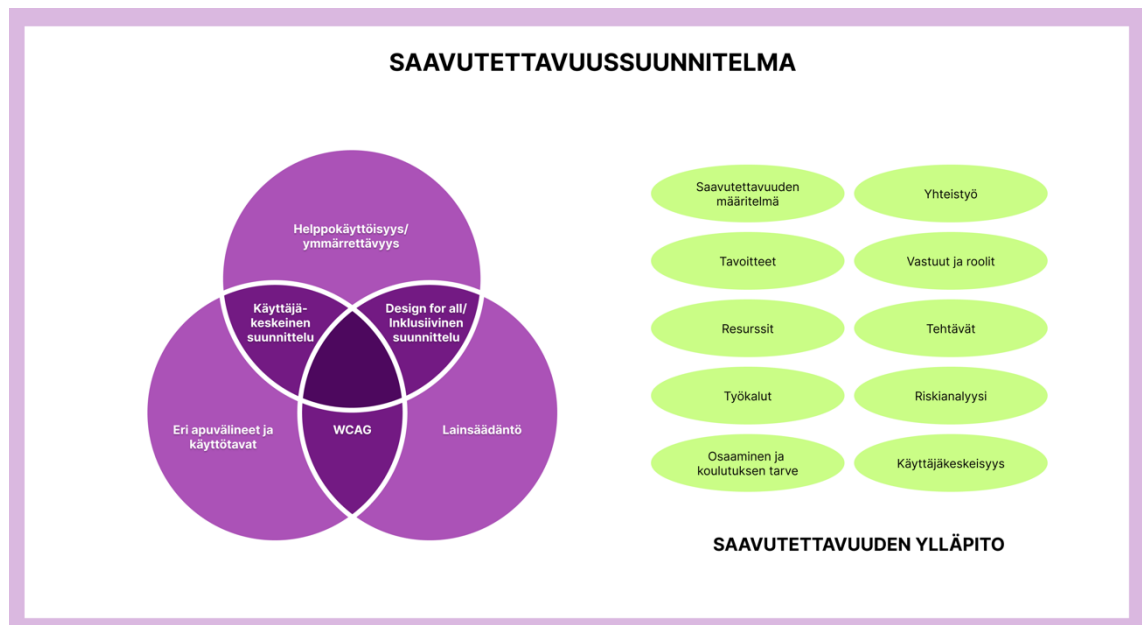 SAAVUTETTAVUUSSUUNNITELMA
Helppokäyttöisyys/
ymmärrettävyys
Käyttäjä-
keskeinen
suunnittelu
Design for all/
Inklusiivinen
suunnittelu
Eri apuvälineet ja
käyttötavat
WCAG
Lainsäädäntö
Saavutettavuuden
määritelmä
Yhteistyö
Tavoitteet
Vastuut ja roolit
Resurssit
Tehtävät
Työkalut
Riskianalyysi
Osaaminen ja
koulutuksen tarve
Käyttäjäkeskeisyys
SAAVUTETTAVUUDEN YLLÄPITO